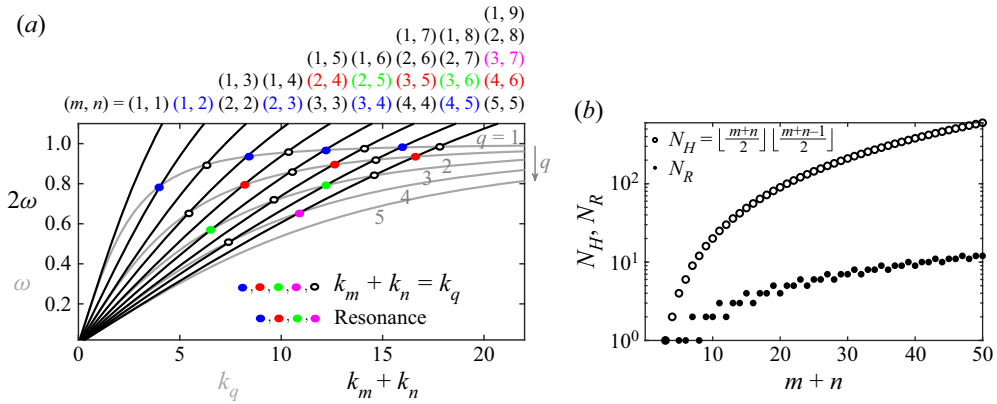 (a)
(1, 9)
(1, 7) (1, 8) (2, 8)
(1, 5) (1, 6) (2, 6) (2, 7) (3, 7)
(1, 3) (1, 4) (2, 4) (2, 5) (3, 5) (3, 6) (4, 6)
(m, n) = (1, 1) (1, 2) (2, 2) (2, 3) (3, 3) (3, 4) (4, 4) (4, 5) (5, 5)
1.0
0.8
2ω
0.6
0.4
ω
0.2
q = 1
2
3
4
5
q
k_m + k_n = k_q
Resonance
0 5 10 15 20
k_q k_m + k_n
(b)
N_H = ⌊(m+n)/2⌋ ⌊(m+n−1)/2⌋
N_R
N_H, N_R
10^2
10^1
10^0
10 20 30 40 50
m + n